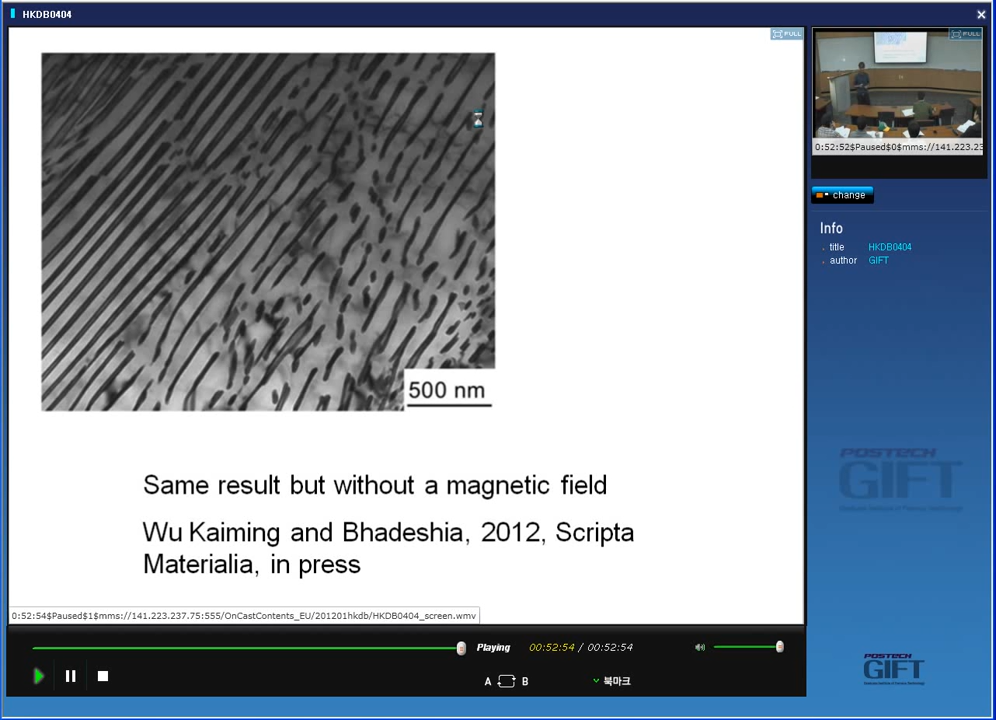 HKDB0404
FULL
FULL
0:52:52$Paused$0$mms://141.223.23
change
Info
title HKDB0404
author GIFT
500 nm
Same result but without a magnetic field
Wu Kaiming and Bhadeshia, 2012, Scripta
Materialia, in press
0:52:54$Paused$1$mms://141.223.237.75:555/OnCastContents_EU/201201hkdb/HKDB0404_screen.wmv
Playing 00:52:54 / 00:52:54
A B 북마크
POSTECH
GIFT
POSTECH
GIFT